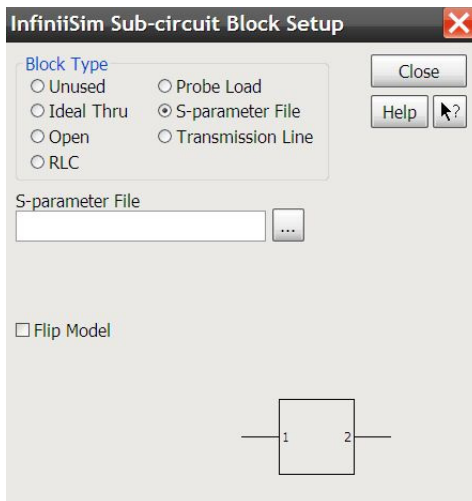 InfiniiSim Sub-circuit Block Setup
Block Type
Unused
Probe Load
Ideal Thru
S-parameter File
Open
Transmission Line
RLC
Close
Help
?
S-parameter File
...
Flip Model
1 2